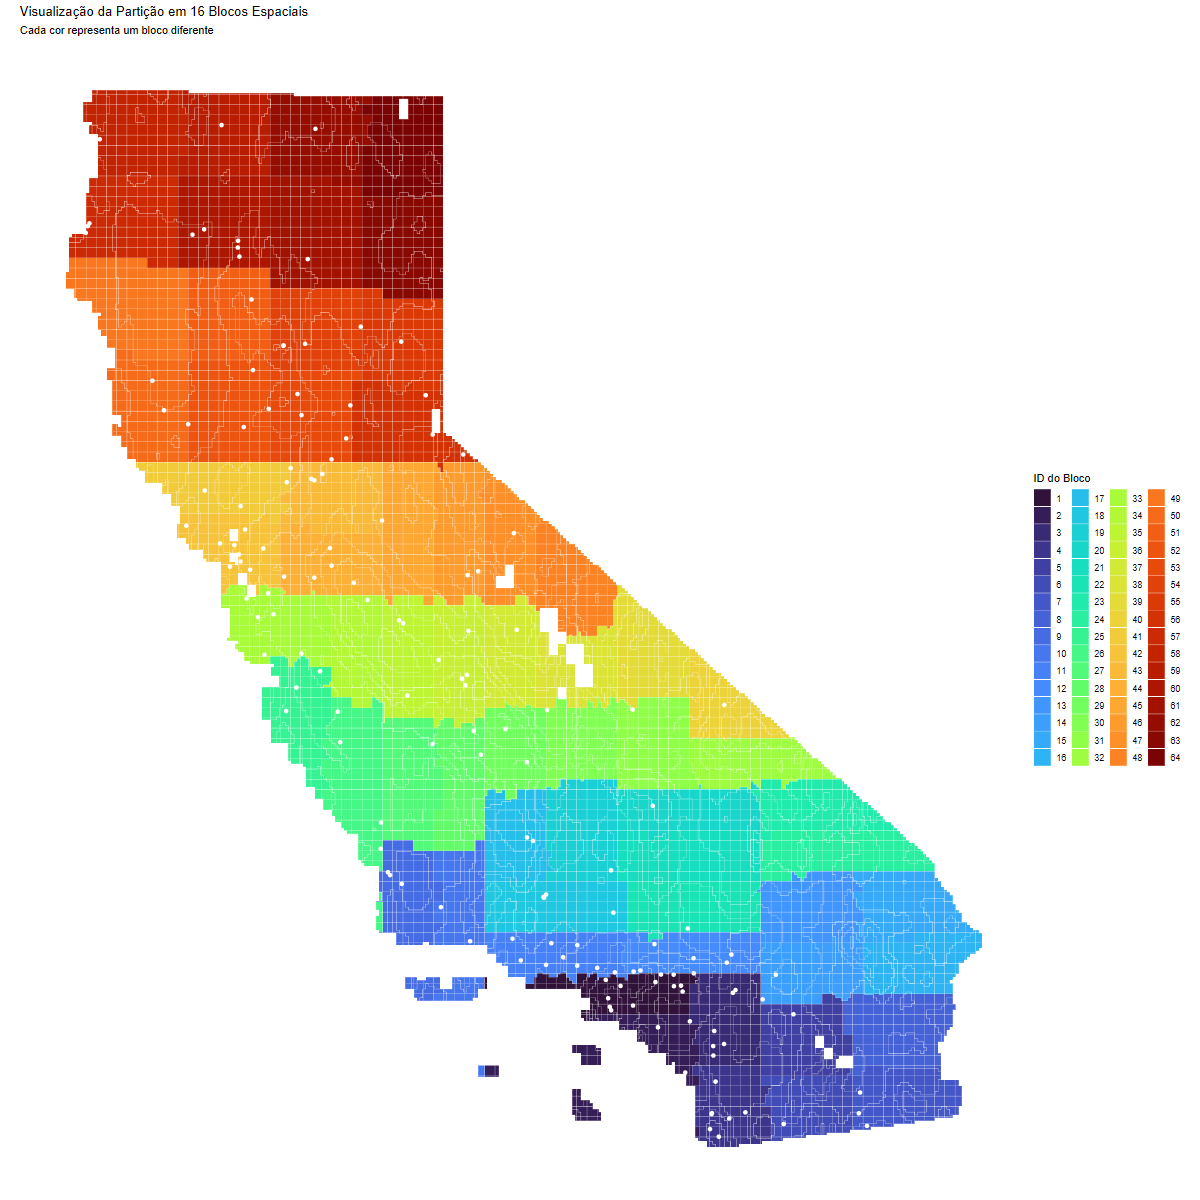 Visualização da Partição em 16 Blocos Espaciais
Cada cor representa um bloco diferente
ID do Bloco
1 17 33 49
2 18 34 50
3 19 35 51
4 20 36 52
5 21 37 53
6 22 38 54
7 23 39 55
8 24 40 56
9 25 41 57
10 26 42 58
11 27 43 59
12 28 44 60
13 29 45 61
14 30 46 62
15 31 47 63
16 32 48 64